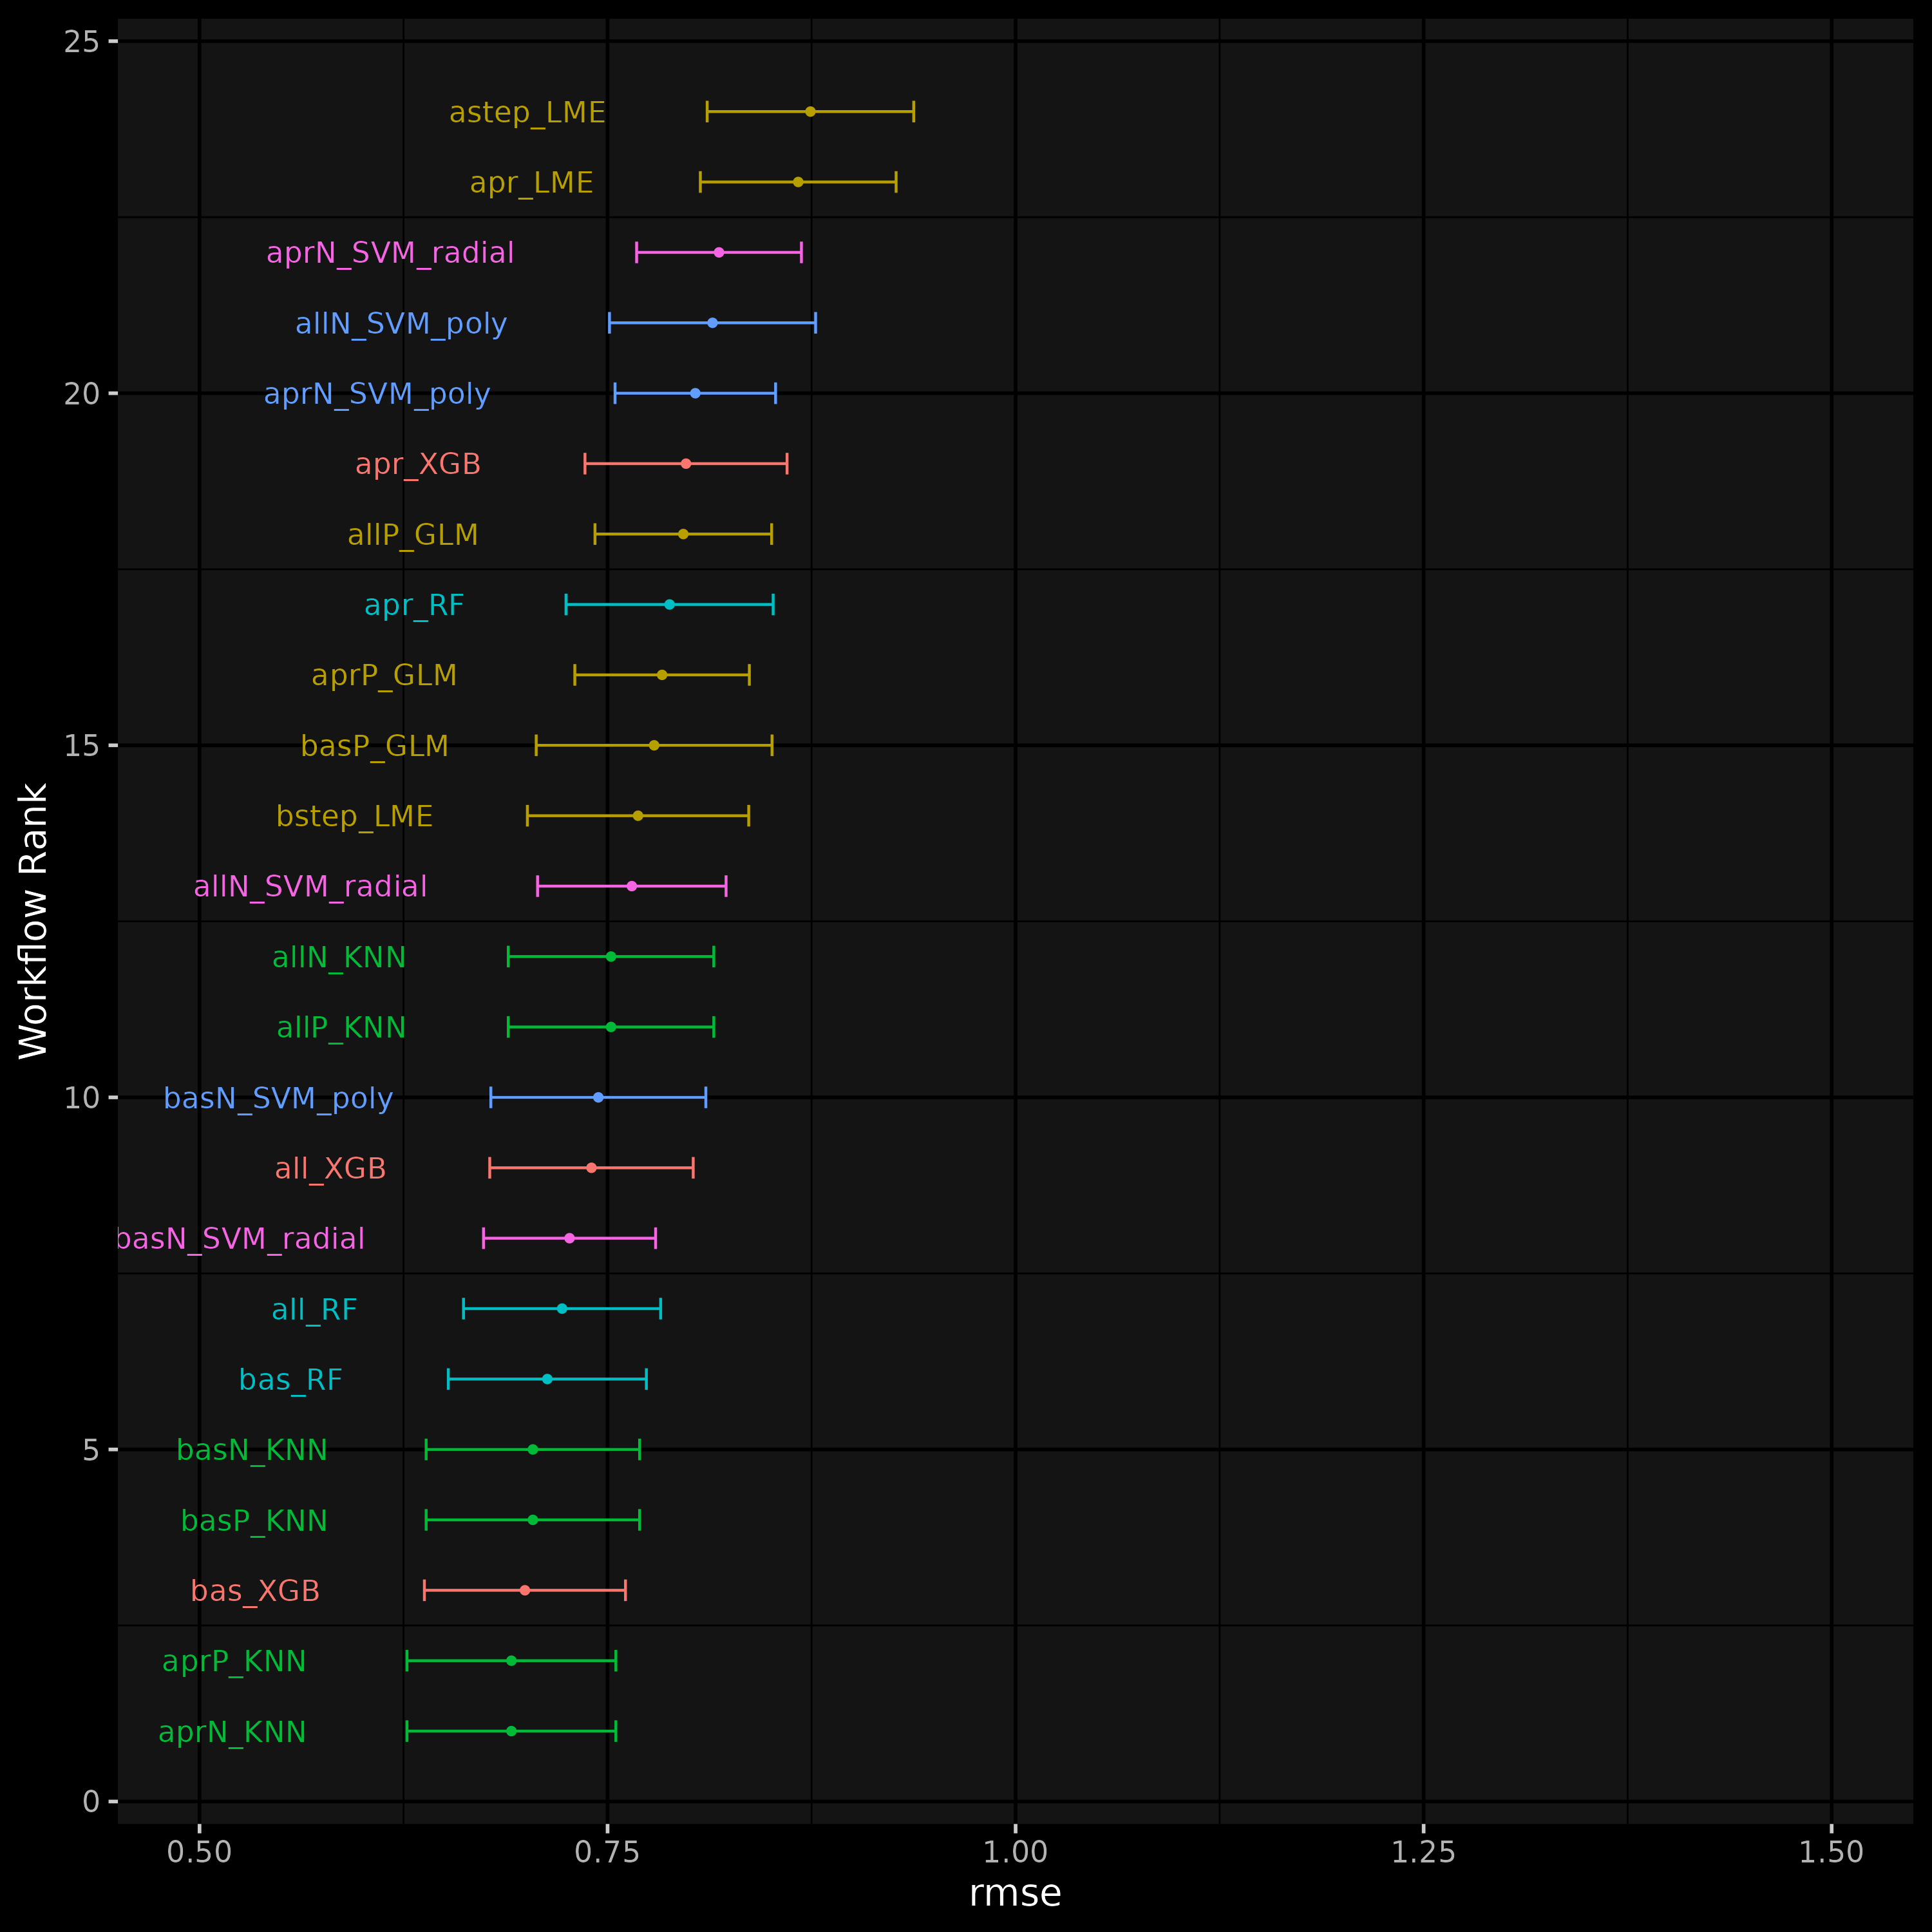 25
astep_LME
apr_LME
aprN_SVM_radial
allN_SVM_poly
20
aprN_SVM_poly
apr_XGB
allP_GLM
apr_RF
aprP_GLM
15
basP_GLM
bstep_LME
allN_SVM_radial
allN_KNN
allP_KNN
10
basN_SVM_poly
all_XGB
basN_SVM_radial
all_RF
bas_RF
5
basN_KNN
basP_KNN
bas_XGB
aprP_KNN
aprN_KNN
0
Workflow Rank
0.50 0.75 1.00 1.25 1.50
rmse